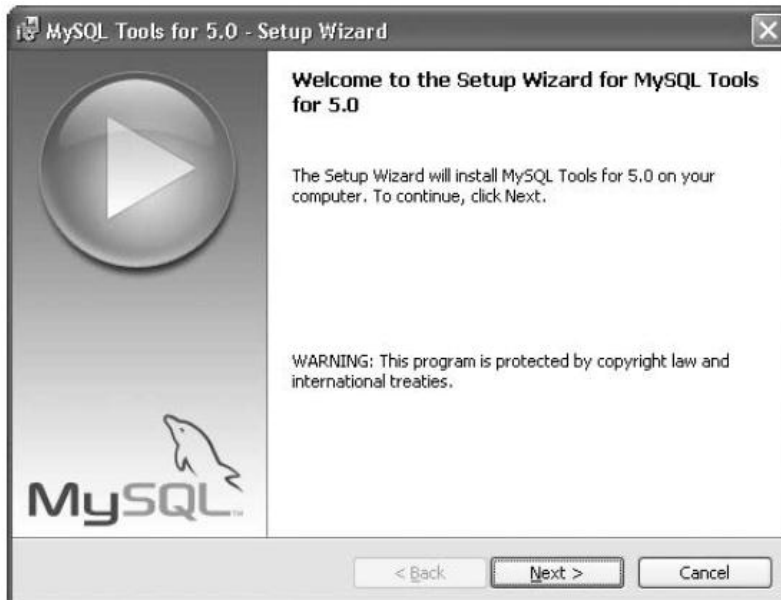 MySQL Tools for 5.0 - Setup Wizard
Welcome to the Setup Wizard for MySQL Tools
for 5.0
The Setup Wizard will install MySQL Tools for 5.0 on your
computer. To continue, click Next.
WARNING: This program is protected by copyright law and
international treaties.
MySQL™
< Back
Next >
Cancel